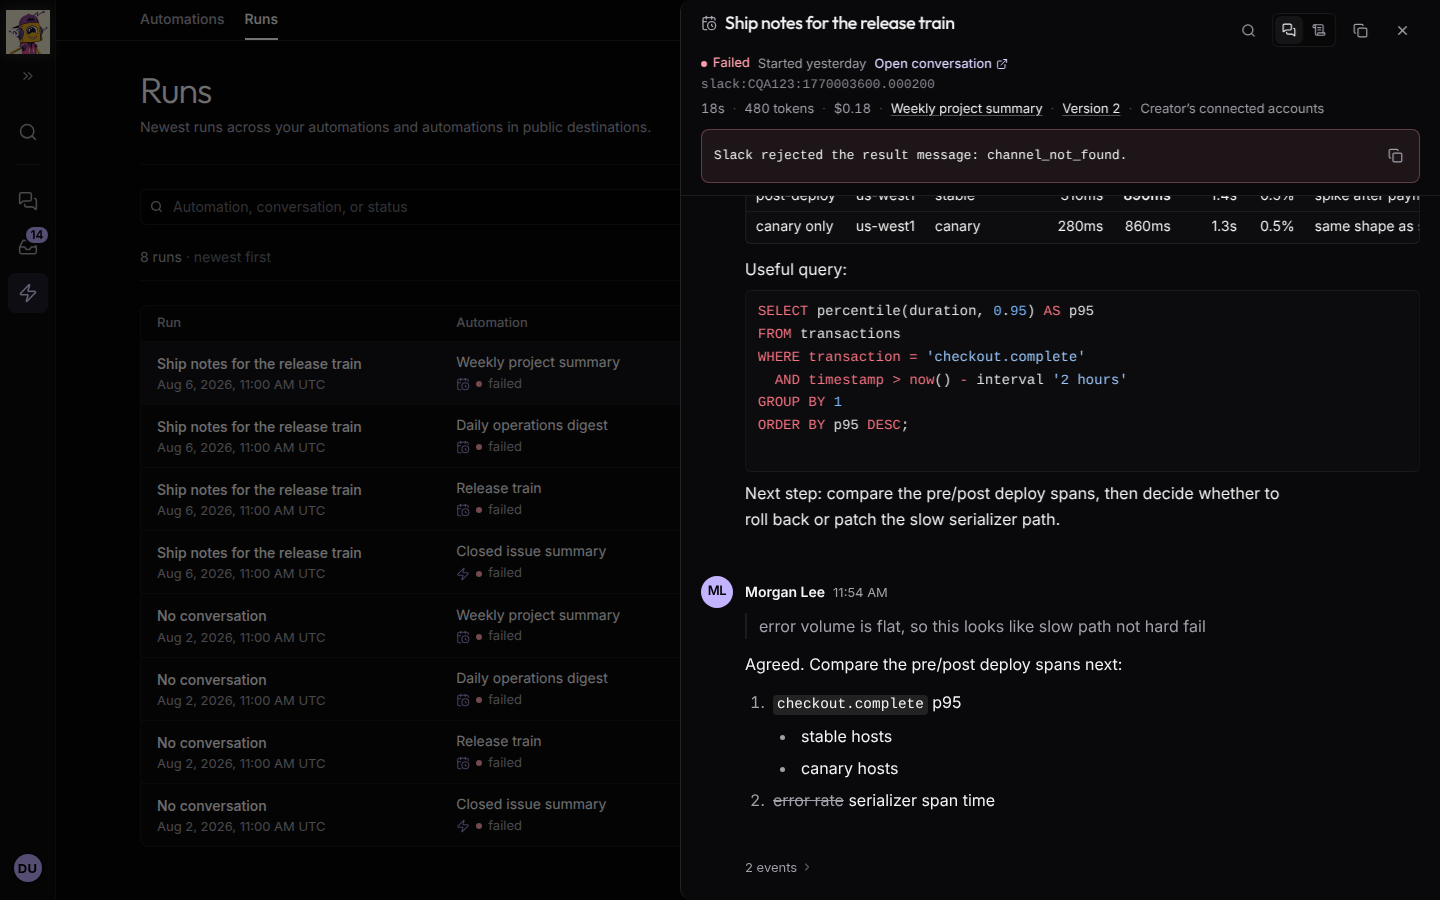 Automations Runs
Runs
Newest runs across your automations and automations in public destinations.
Automation, conversation, or status
8 runs · newest first
14
Run Automation
Ship notes for the release train Weekly project summary
Aug 6, 2026, 11:00 AM UTC failed
Ship notes for the release train Daily operations digest
Aug 6, 2026, 11:00 AM UTC failed
Ship notes for the release train Release train
Aug 6, 2026, 11:00 AM UTC failed
Ship notes for the release train Closed issue summary
Aug 6, 2026, 11:00 AM UTC failed
No conversation Weekly project summary
Aug 2, 2026, 11:00 AM UTC failed
No conversation Daily operations digest
Aug 2, 2026, 11:00 AM UTC failed
No conversation Release train
Aug 2, 2026, 11:00 AM UTC failed
No conversation Closed issue summary
Aug 2, 2026, 11:00 AM UTC failed
DU
Ship notes for the release train
Failed Started yesterday Open conversation
slack:CQA123:1770003600.000200
18s · 480 tokens · $0.18 · Weekly project summary · Version 2 · Creator’s connected accounts
Slack rejected the result message: channel_not_found.
post-deploy us-west1 stable 1.4s spike after
canary only us-west1 canary 280ms 860ms 1.3s 0.5% same shape as
Useful query:
SELECT percentile(duration, 0.95) AS p95
FROM transactions
WHERE transaction = 'checkout.complete'
AND timestamp > now() - interval '2 hours'
GROUP BY 1
ORDER BY p95 DESC;
Next step: compare the pre/post deploy spans, then decide whether to
roll back or patch the slow serializer path.
ML Morgan Lee 11:54 AM
error volume is flat, so this looks like slow path not hard fail
Agreed. Compare the pre/post deploy spans next:
1. checkout.complete p95
• stable hosts
• canary hosts
2. error rate serializer span time
2 events